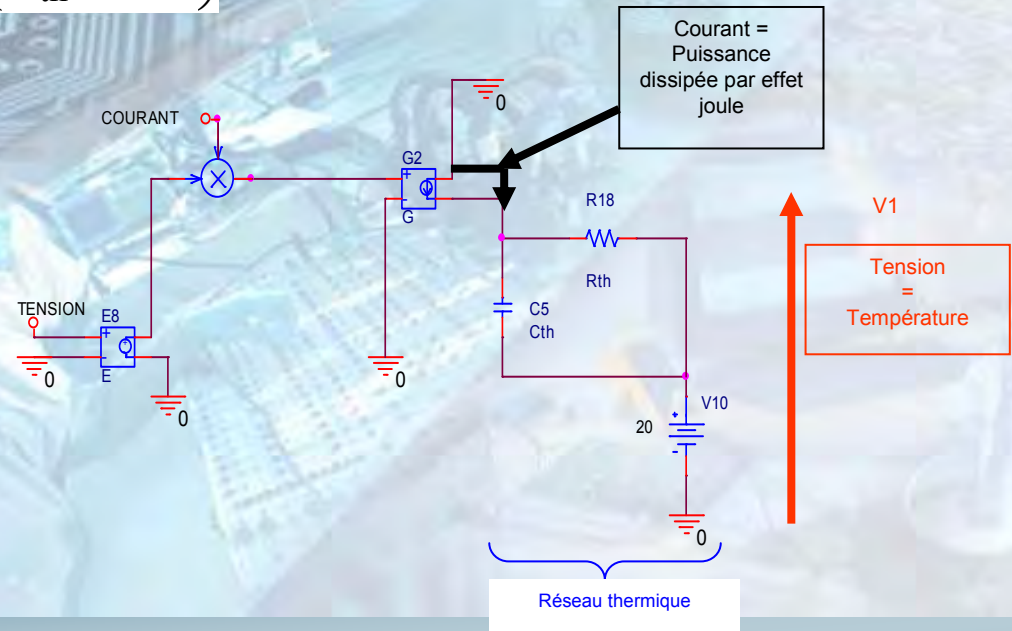 Courant =
Puissance
dissipée par effet
joule
COURANT
0
G2
+
-
G
R18
Rth
V1
Tension
=
Température
TENSION
E8
+
-
E
0
0
0
C5
Cth
V10
+
20
-
0
Réseau thermique